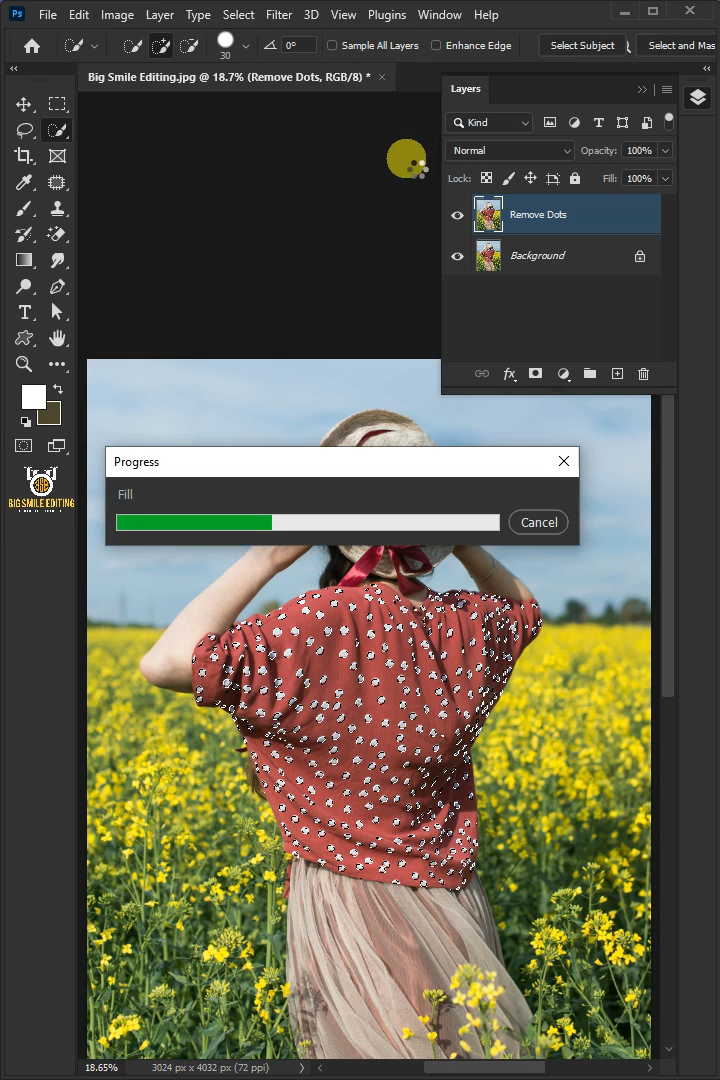 Ps File Edit Image Layer Type Select Filter 3D View Plugins Window Help
30 0° Sample All Layers Enhance Edge Select Subject Select and Mas
Big Smile Editing.jpg @ 18.7% (Remove Dots, RGB/8) * ×
Layers
Kind
Normal Opacity: 100%
Lock: Fill: 100%
Remove Dots
Background
fx
BIG SMILE EDITING
Progress
Fill
Cancel
18.65% 3024 px x 4032 px (72 ppi)